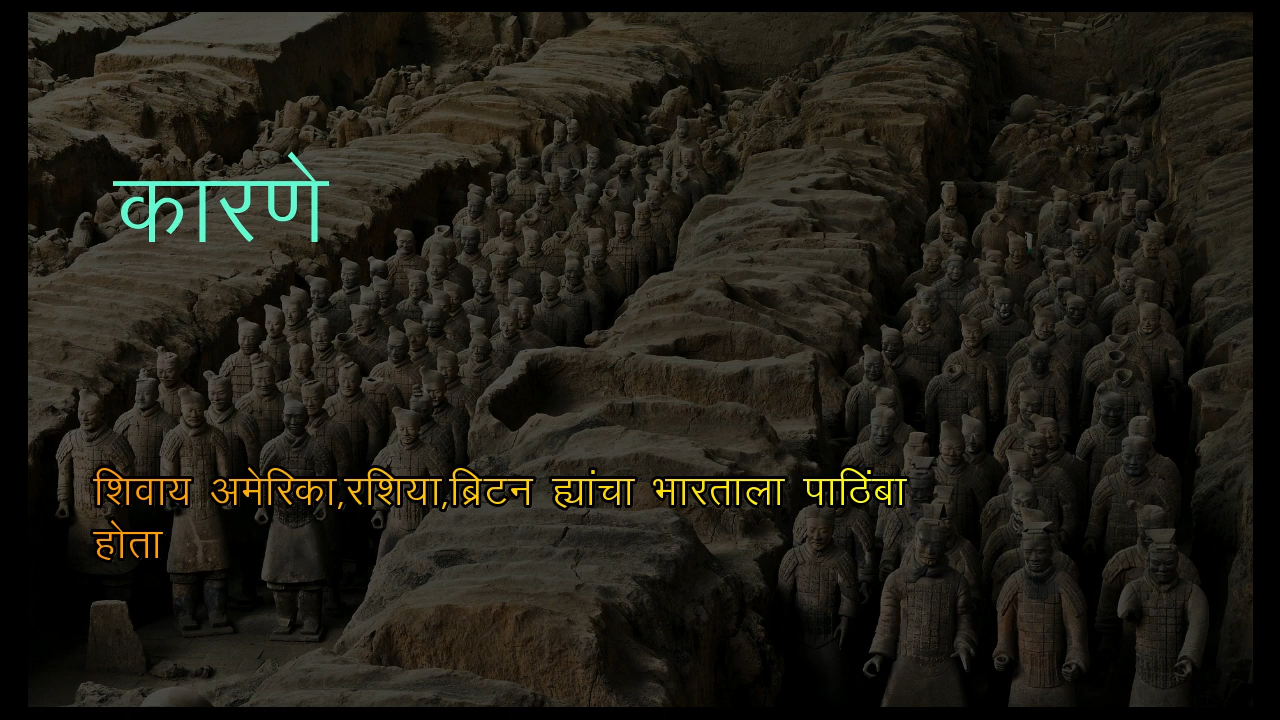 कारणे
शिवाय अमेरिका,रशिया,ब्रिटन ह्यांचा भारताला पाठिंबा
होता